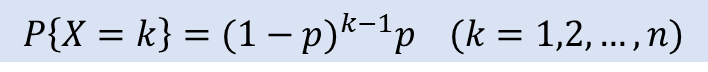 P{X = k} = (1 − p)^{k−1}p (k = 1,2, … , n)